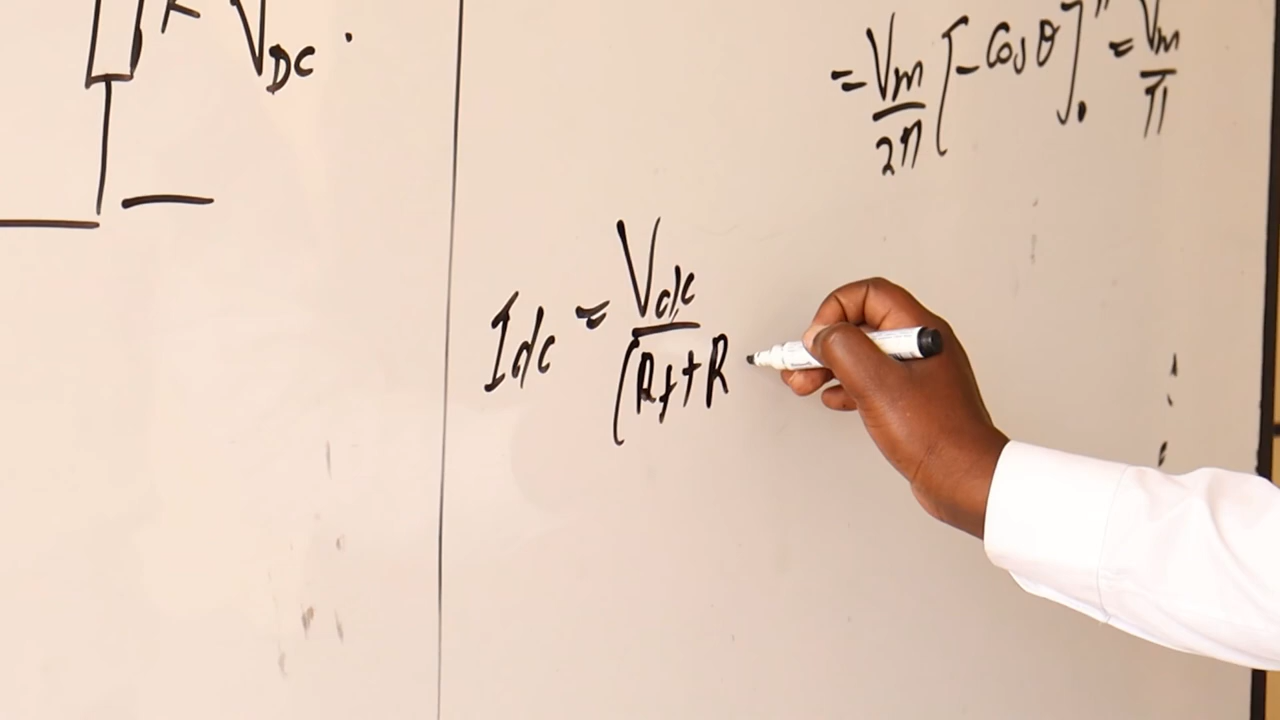 R V_DC .
= Vm/2π [-Cos θ]₀^π = Vm/π
Idc = Vdc/(Rf+R